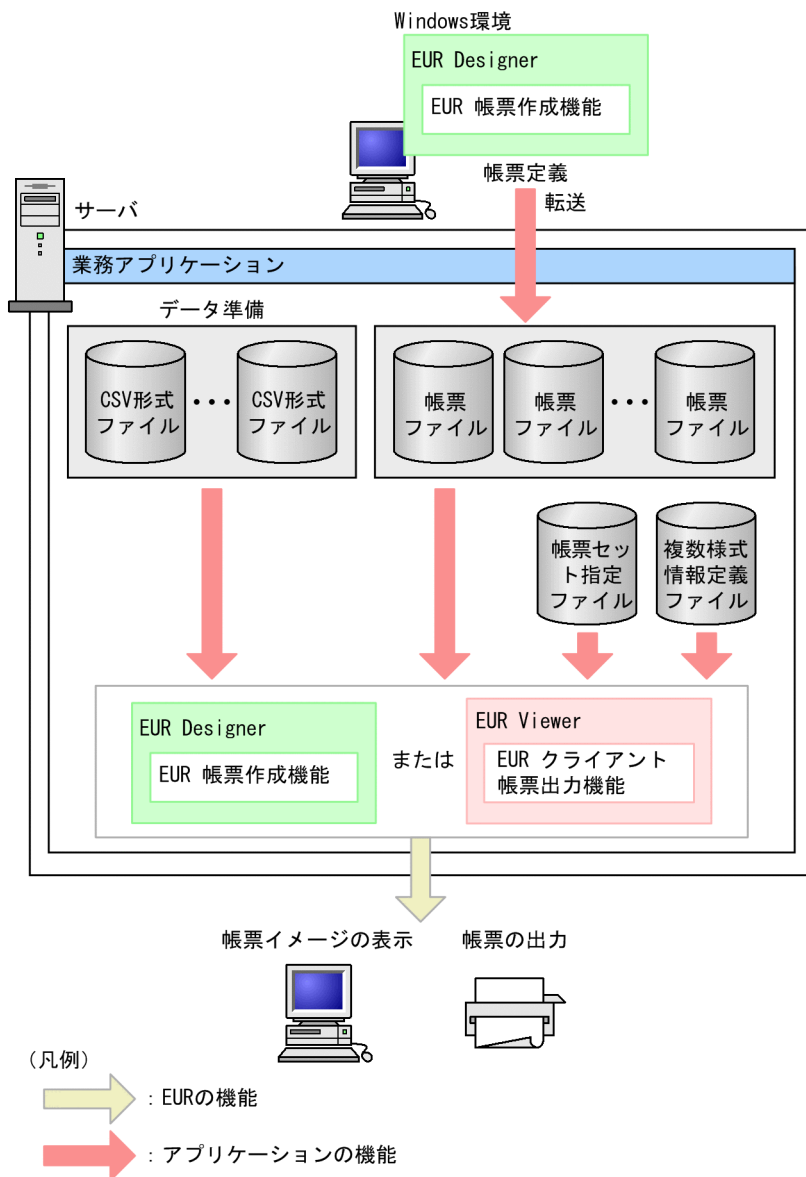 Windows環境
EUR Designer
EUR 帳票作成機能
帳票定義
転送
サーバ
業務アプリケーション
データ準備
CSV形式
ファイル
・・・
CSV形式
ファイル
帳票
ファイル
帳票
ファイル
・・・
帳票
ファイル
帳票セッ
ト指定
ファイル
複数様式
情報定義
ファイル
EUR Designer
EUR 帳票作成機能
または
EUR Viewer
EUR クライアント
帳票出力機能
帳票イメージの表示
帳票の出力
(凡例)
：EURの機能
：アプリケーションの機能